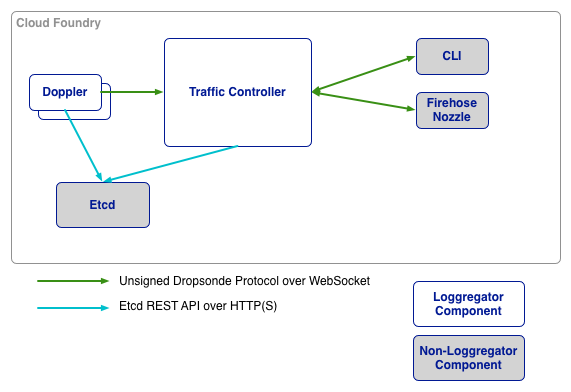 Cloud Foundry
Doppler
Traffic Controller
CLI
Firehose
Nozzle
Etcd
Unsigned Dropsonde Protocol over WebSocket
Etcd REST API over HTTP(S)
Loggregator
Component
Non-Loggregator
Component